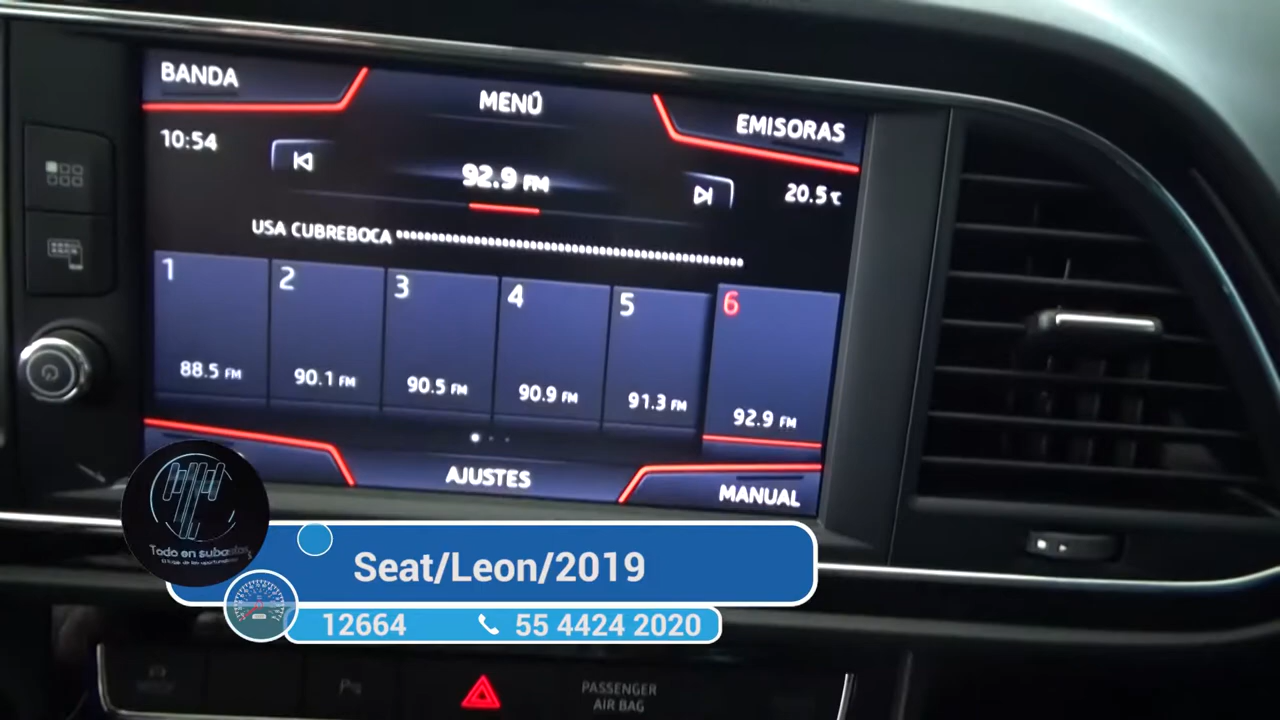 BANDA
MENÚ
EMISORAS
10:54
92.9 FM
20.5℃
USA CUBREBOCA
1 2 3 4 5 6
88.5 FM 90.1 FM 90.5 FM 90.9 FM 91.3 FM 92.9 FM
AJUSTES
MANUAL
Todo en subastas
Seat/Leon/2019
12664 55 4424 2020
PASSENGER
AIR BAG